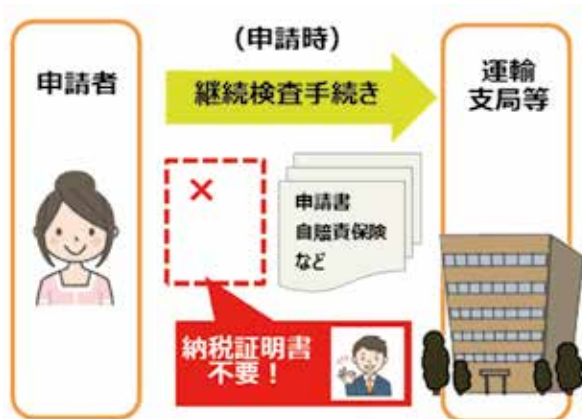 (申請時)
申請者
継続検査手続き
運輸
支局等
×
申請書
自賠責保険
など
納税証明書
不要！